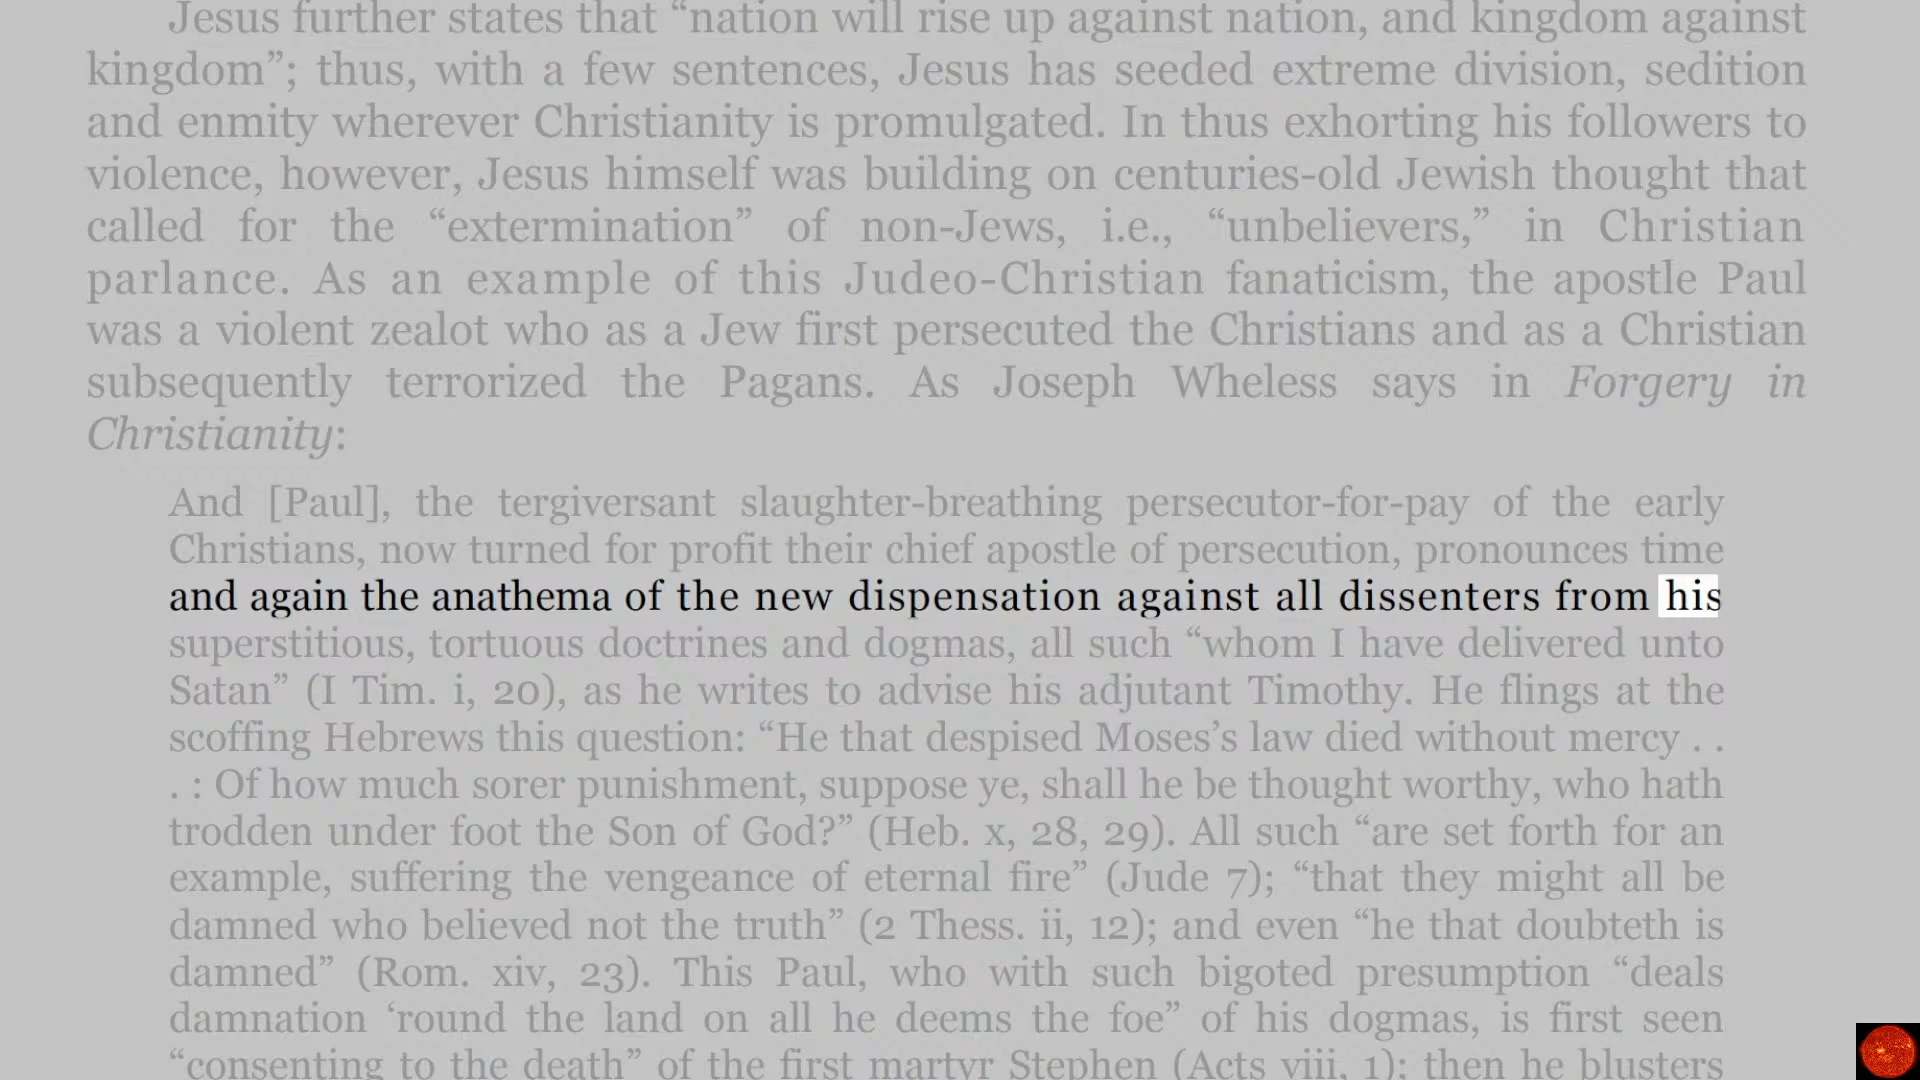 Jesus further states that “nation will rise up against nation, and kingdom against
kingdom”; thus, with a few sentences, Jesus has seeded extreme division, sedition
and enmity wherever Christianity is promulgated. In thus exhorting his followers to
violence, however, Jesus himself was building on centuries-old Jewish thought that
called for the “extermination” of non-Jews, i.e., “unbelievers,” in Christian
parlance. As an example of this Judeo-Christian fanaticism, the apostle Paul
was a violent zealot who as a Jew first persecuted the Christians and as a Christian
subsequently terrorized the Pagans. As Joseph Wheless says in Forgery in
Christianity:
And [Paul], the tergiversant slaughter-breathing persecutor-for-pay of the early
Christians, now turned for profit their chief apostle of persecution, pronounces time
and again the anathema of the new dispensation against all dissenters from his
superstitious, tortuous doctrines and dogmas, all such “whom I have delivered unto
Satan” (I Tim. i, 20), as he writes to advise his adjutant Timothy. He flings at the
scoffing Hebrews this question: “He that despised Moses’s law died without mercy . .
. : Of how much sorer punishment, suppose ye, shall he be thought worthy, who hath
trodden under foot the Son of God?” (Heb. x, 28, 29). All such “are set forth for an
example, suffering the vengeance of eternal fire” (Jude 7); “that they might all be
damned who believed not the truth” (2 Thess. ii, 12); and even “he that doubteth is
damned” (Rom. xiv, 23). This Paul, who with such bigoted presumption “deals
damnation ‘round the land on all he deems the foe” of his dogmas, is first seen
“consenting to the death” of the first martyr Stephen (Acts viii, 1); then he blusters